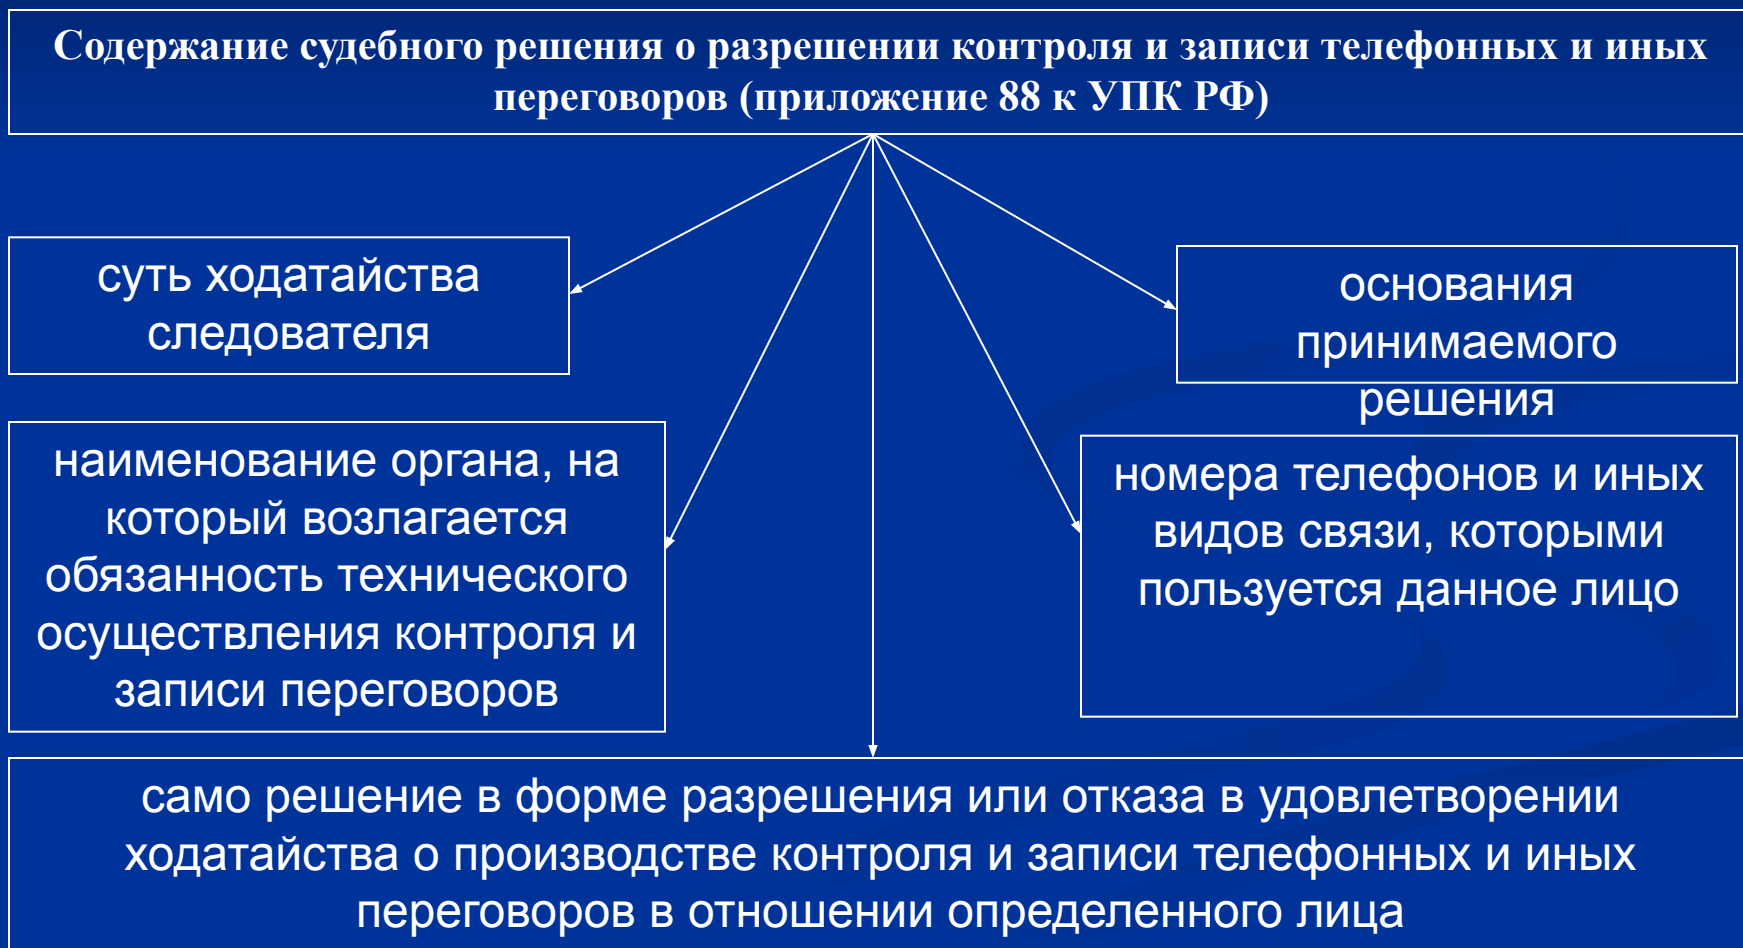 Содержание судебного решения о разрешении контроля и записи телефонных и иных
переговоров (приложение 88 к УПК РФ)
суть ходатайства
следователя
основания
принимаемого
решения
наименование органа, на
который возлагается
обязанность технического
осуществления контроля и
записи переговоров
номера телефонов и иных
видов связи, которыми
пользуется данное лицо
само решение в форме разрешения или отказа в удовлетворении
ходатайства о производстве контроля и записи телефонных и иных
переговоров в отношении определенного лица